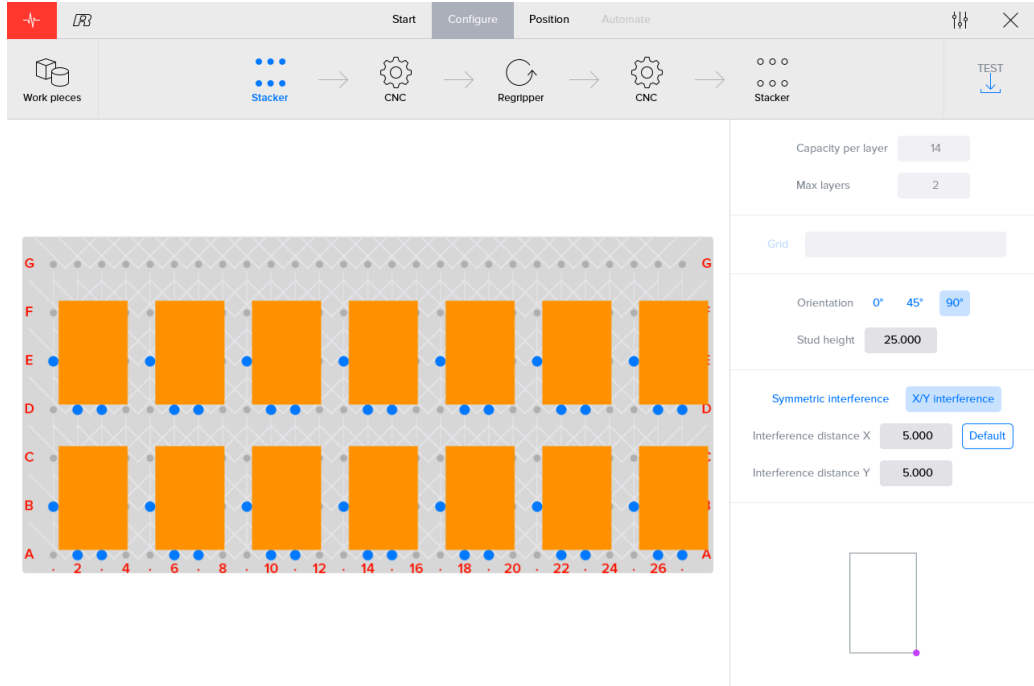 Start Configure Position Automate
Work pieces Stacker CNC Regripper CNC Stacker TEST
Capacity per layer 14
Max layers 2
Grid
Orientation 0° 45° 90°
Stud height 25.000
Symmetric interference X/Y interference
Interference distance X 5.000 Default
Interference distance Y 5.000
G G
F
E
D D
C
B
A A
2 4 6 8 10 12 14 16 18 20 22 24 26